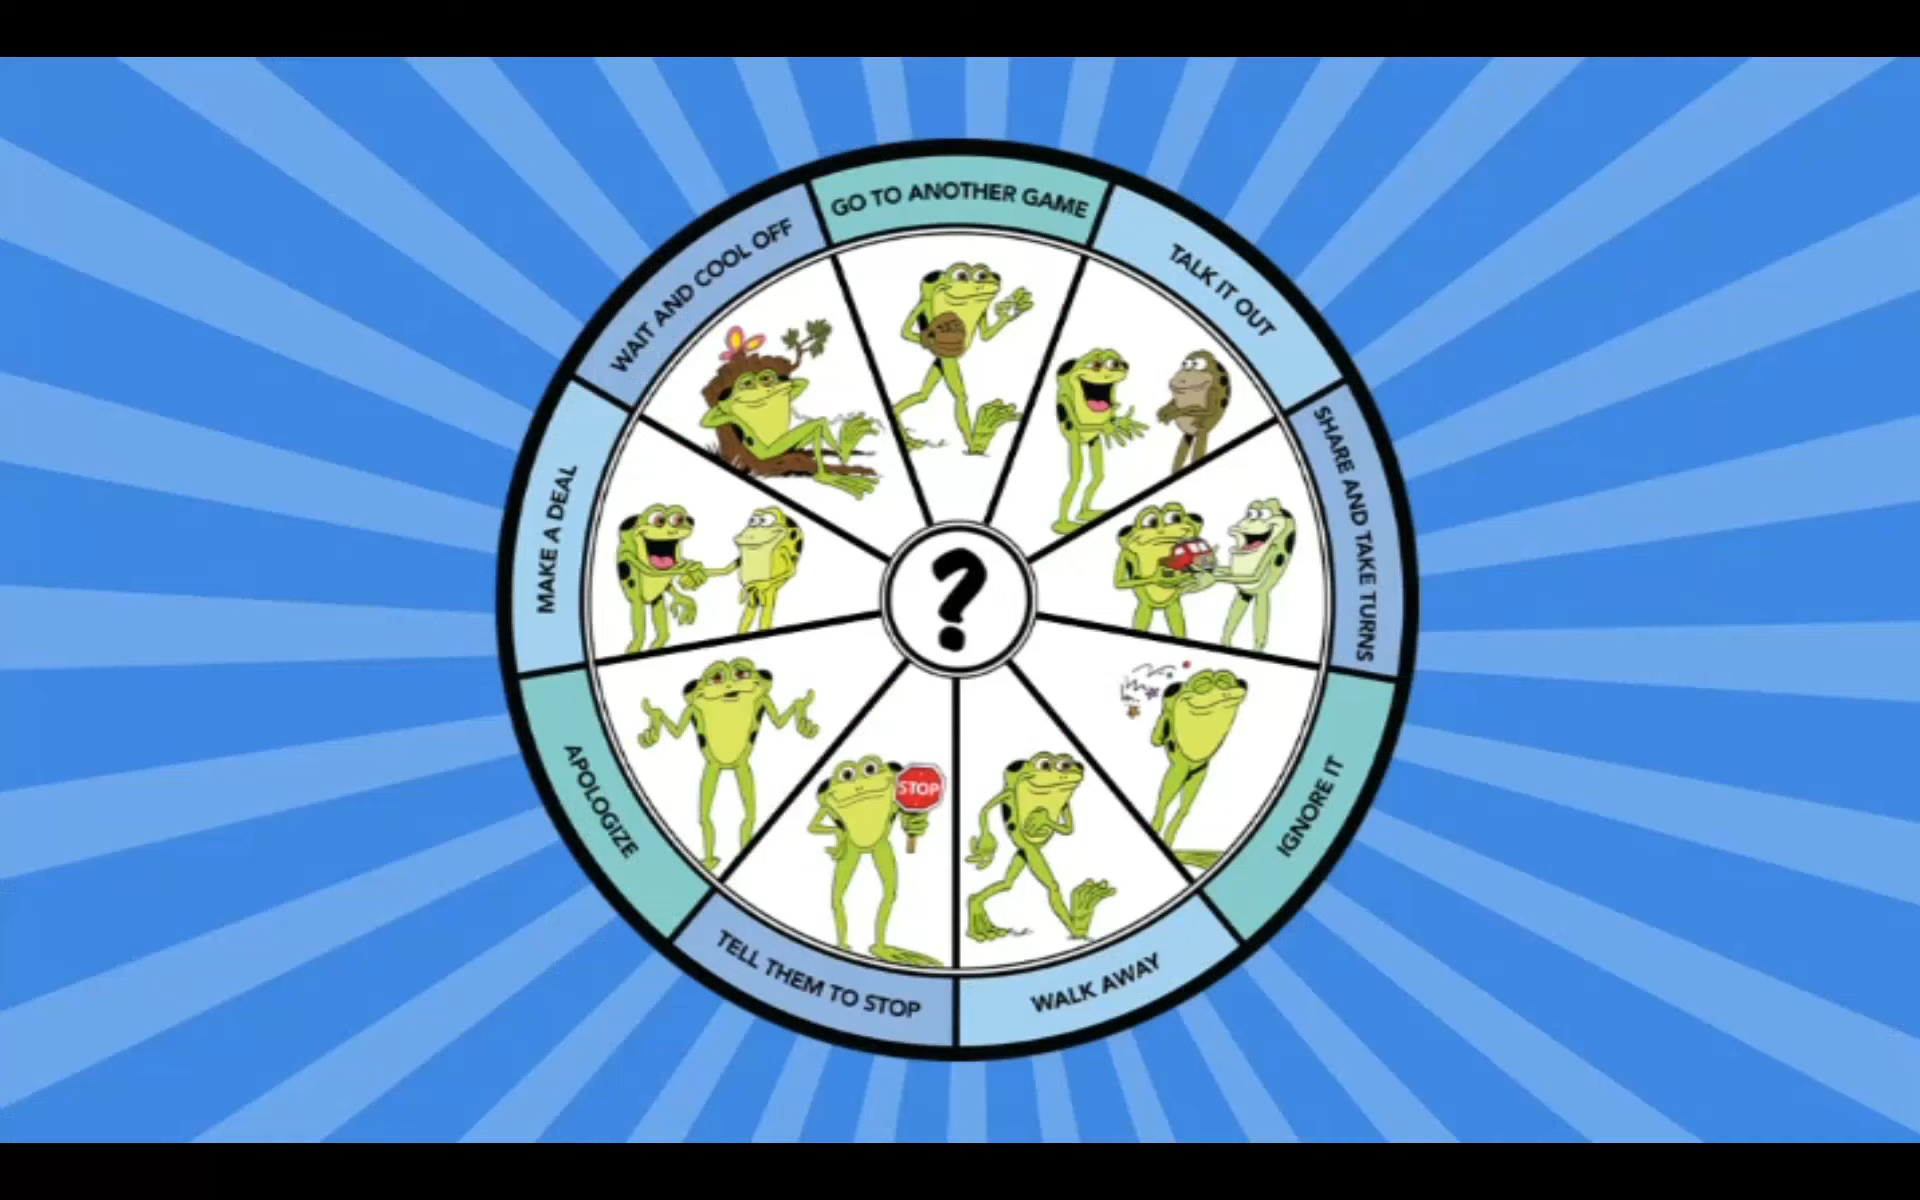 GO TO ANOTHER GAME
TALK IT OUT
SHARE AND TAKE TURNS
IGNORE IT
WALK AWAY
TELL THEM TO STOP
APOLOGIZE
MAKE A DEAL
WAIT AND COOL OFF
STOP
?